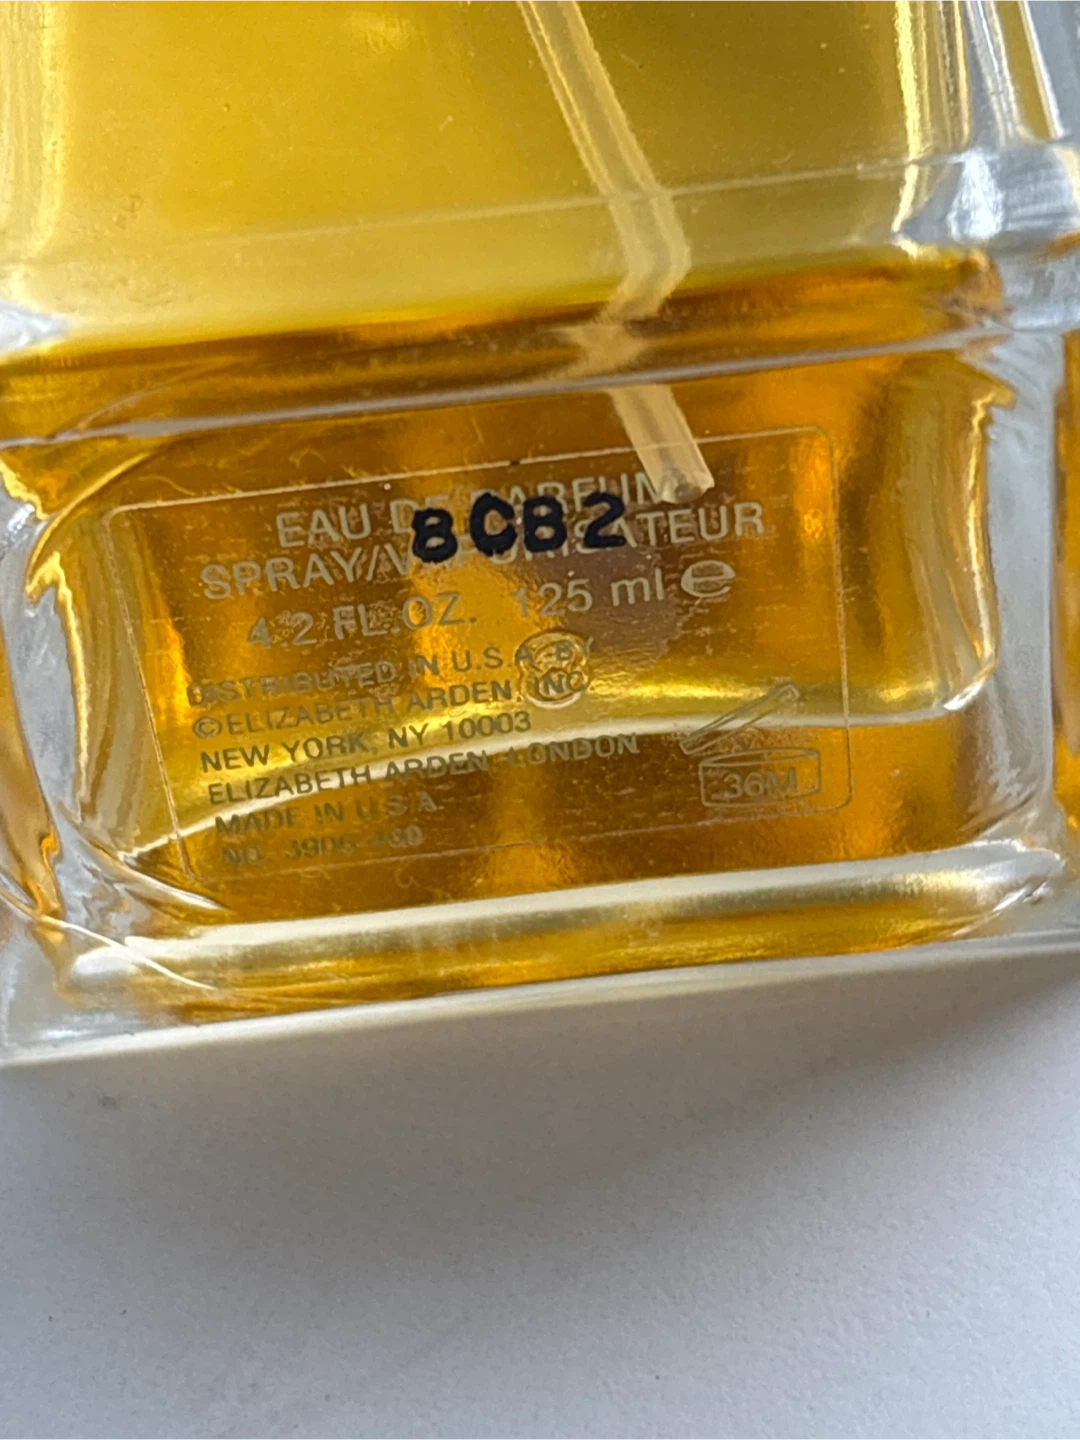 8CB2
EAU DE PARFUM
SPRAY/VAPORISATEUR
4.2 FL.OZ. 125 ml e
DISTRIBUTED IN U.S.A. BY
©ELIZABETH ARDEN, INC.
NEW YORK, NY 10003
ELIZABETH ARDEN-LONDON
MADE IN U.S.A.
NO.
36M